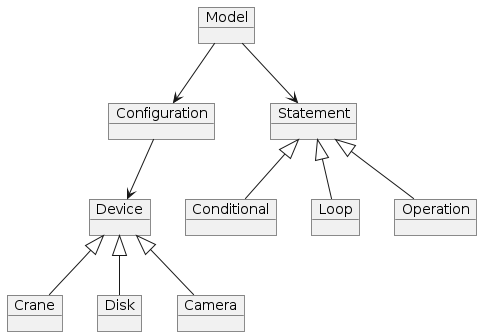 Model
Configuration
Statement
Device
Conditional
Loop
Operation
Crane
Disk
Camera